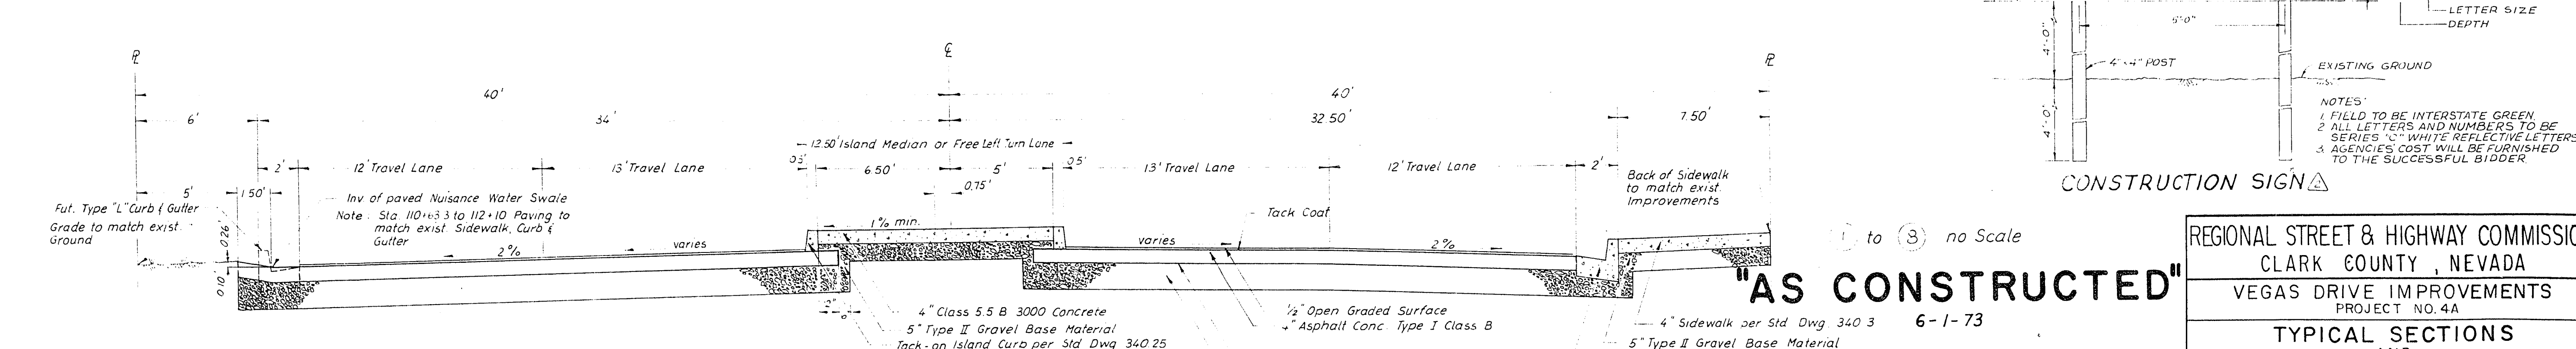 ℄
⅊
⅊
40'
40'
6'
34'
32.50'
7.50'
12.50' Island Median or Free Left Turn Lane
2'
12' Travel Lane
13' Travel Lane
0.5'
6.50'
5'
0.5'
13' Travel Lane
12' Travel Lane
2'
0.75'
5'
1.50'
Fut. Type "L" Curb & Gutter
Grade to match exist.
Ground
Inv of paved Nuisance Water Swale
Note: Sta. 110+63.3 to 112+10 Paving to
match exist. Sidewalk, Curb &
Gutter
Back of Sidewalk
to match exist.
Improvements
0.26'
0.10'
2%
varies
1% min.
Tack Coat
varies
2%
2"
6"
4" Class 5.5 B 3000 Concrete
5" Type II Gravel Base Material
Tack-on Island Curb per Std Dwg 340.25
1/2" Open Graded Surface
4" Asphalt Conc. Type I Class B
4" Sidewalk per Std Dwg. 340 3
5" Type II Gravel Base Material
1 to 3 no Scale
"AS CONSTRUCTED"
6-1-73
LETTER SIZE
DEPTH
4'-0"
4'-0"
4"x4" POST
EXISTING GROUND
NOTES:
1. FIELD TO BE INTERSTATE GREEN.
2 ALL LETTERS AND NUMBERS TO BE
SERIES "C" WHITE REFLECTIVE LETTERS
3. AGENCIES COST WILL BE FURNISHED
TO THE SUCCESSFUL BIDDER.
CONSTRUCTION SIGN
REGIONAL STREET & HIGHWAY COMMISSIO
CLARK COUNTY, NEVADA
VEGAS DRIVE IMPROVEMENTS
PROJECT NO. 4A
TYPICAL SECTIONS